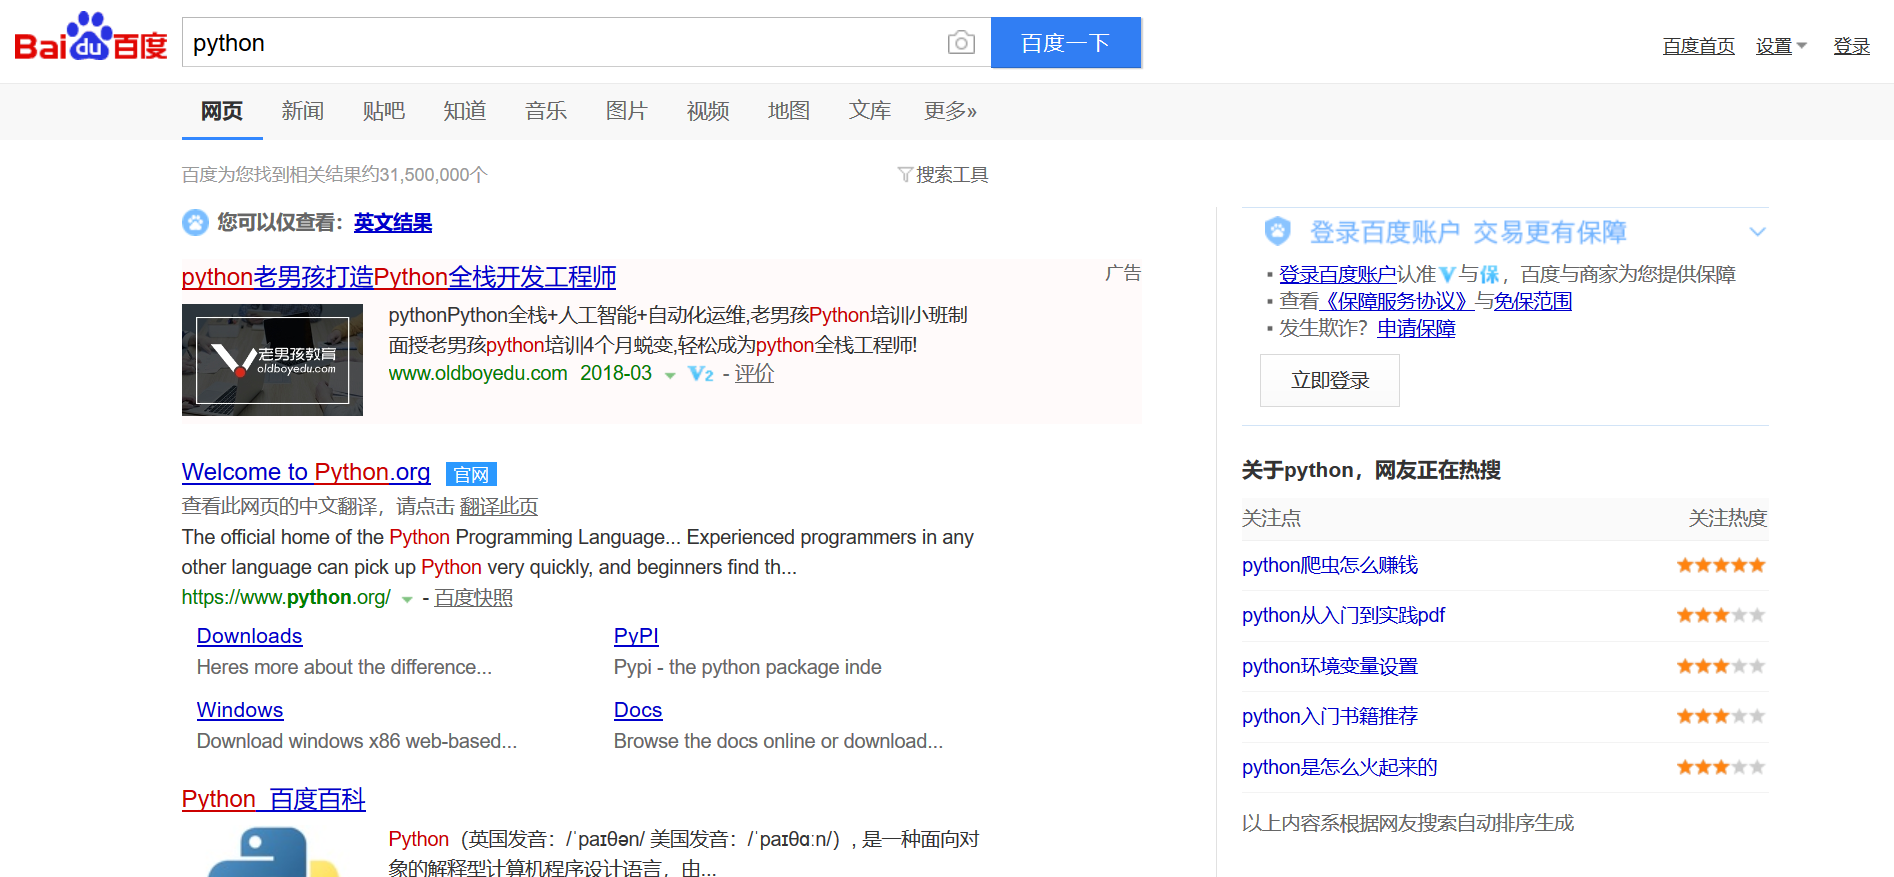 Baidu百度
python
百度一下
百度首页 设置 登录
网页 新闻 贴吧 知道 音乐 图片 视频 地图 文库 更多»
百度为您找到相关结果约31,500,000个
搜索工具
您可以仅查看：英文结果
python老男孩打造Python全栈开发工程师
广告
老男孩教育
oldboyedu.com
pythonPython全栈+人工智能+自动化运维,老男孩Python培训小班制
面授老男孩python培训4个月蜕变,轻松成为python全栈工程师!
www.oldboyedu.com 2018-03 V2 - 评价
Welcome to Python.org 官网
查看此网页的中文翻译，请点击 翻译此页
The official home of the Python Programming Language... Experienced programmers in any
other language can pick up Python very quickly, and beginners find th...
https://www.python.org/ - 百度快照
Downloads
Heres more about the difference...
PyPI
Pypi - the python package inde
Windows
Download windows x86 web-based...
Docs
Browse the docs online or download...
Python_百度百科
Python（英国发音：/ˈpaɪθən/ 美国发音：/ˈpaɪθɑːn/）, 是一种面向对
象的解释型计算机程序设计语言，由...
登录百度账户 交易更有保障
登录百度账户认准V与保，百度与商家为您提供保障
查看《保障服务协议》与免保范围
发生欺诈？申请保障
立即登录
关于python，网友正在热搜
关注点 关注热度
python爬虫怎么赚钱
python从入门到实践pdf
python环境变量设置
python入门书籍推荐
python是怎么火起来的
以上内容系根据网友搜索自动排序生成